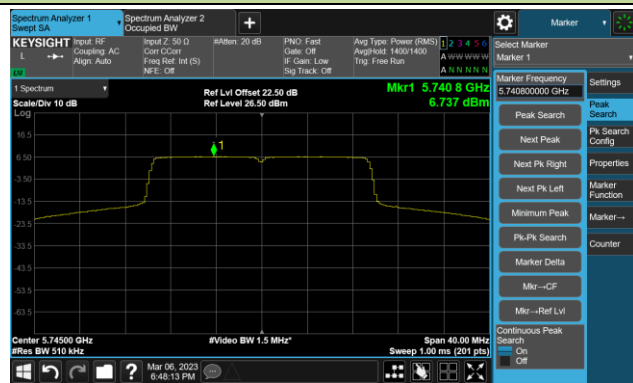 Spectrum Analyzer 1
Swept SA
Spectrum Analyzer 2
Occupied BW
Marker
KEYSIGHT
L
Input: RF
Coupling: AC
Align: Auto
Input Z: 50 Ω
Corr CCorr
Freq Ref: Int (S)
NFE: Off
#Atten: 20 dB
PNO: Fast
Gate: Off
IF Gain: Low
Sig Track: Off
Avg Type: Power (RMS)
Avg|Hold: 1400/1400
Trig: Free Run
1 2 3 4 5 6
A W W W W W
A N N N N N
Select Marker
Marker 1
1 Spectrum
Scale/Div 10 dB
Log
Ref Lvl Offset 22.50 dB
Ref Level 26.50 dBm
Mkr1 5.740 8 GHz
6.737 dBm
16.5
6.50
-3.50
-13.5
-23.5
-33.5
-43.5
-53.5
-63.5
1
Center 5.74500 GHz
#Res BW 510 kHz
#Video BW 1.5 MHz*
Span 40.00 MHz
Sweep 1.00 ms (201 pts)
Marker Frequency
5.740800000 GHz
Peak Search
Next Peak
Next Pk Right
Next Pk Left
Minimum Peak
Pk-Pk Search
Marker Delta
Mkr→CF
Mkr→Ref Lvl
Continuous Peak
Search
On
Off
Settings
Peak
Search
Pk Search
Config
Properties
Marker
Function
Marker→
Counter
Mar 06, 2023
6:48:13 PM